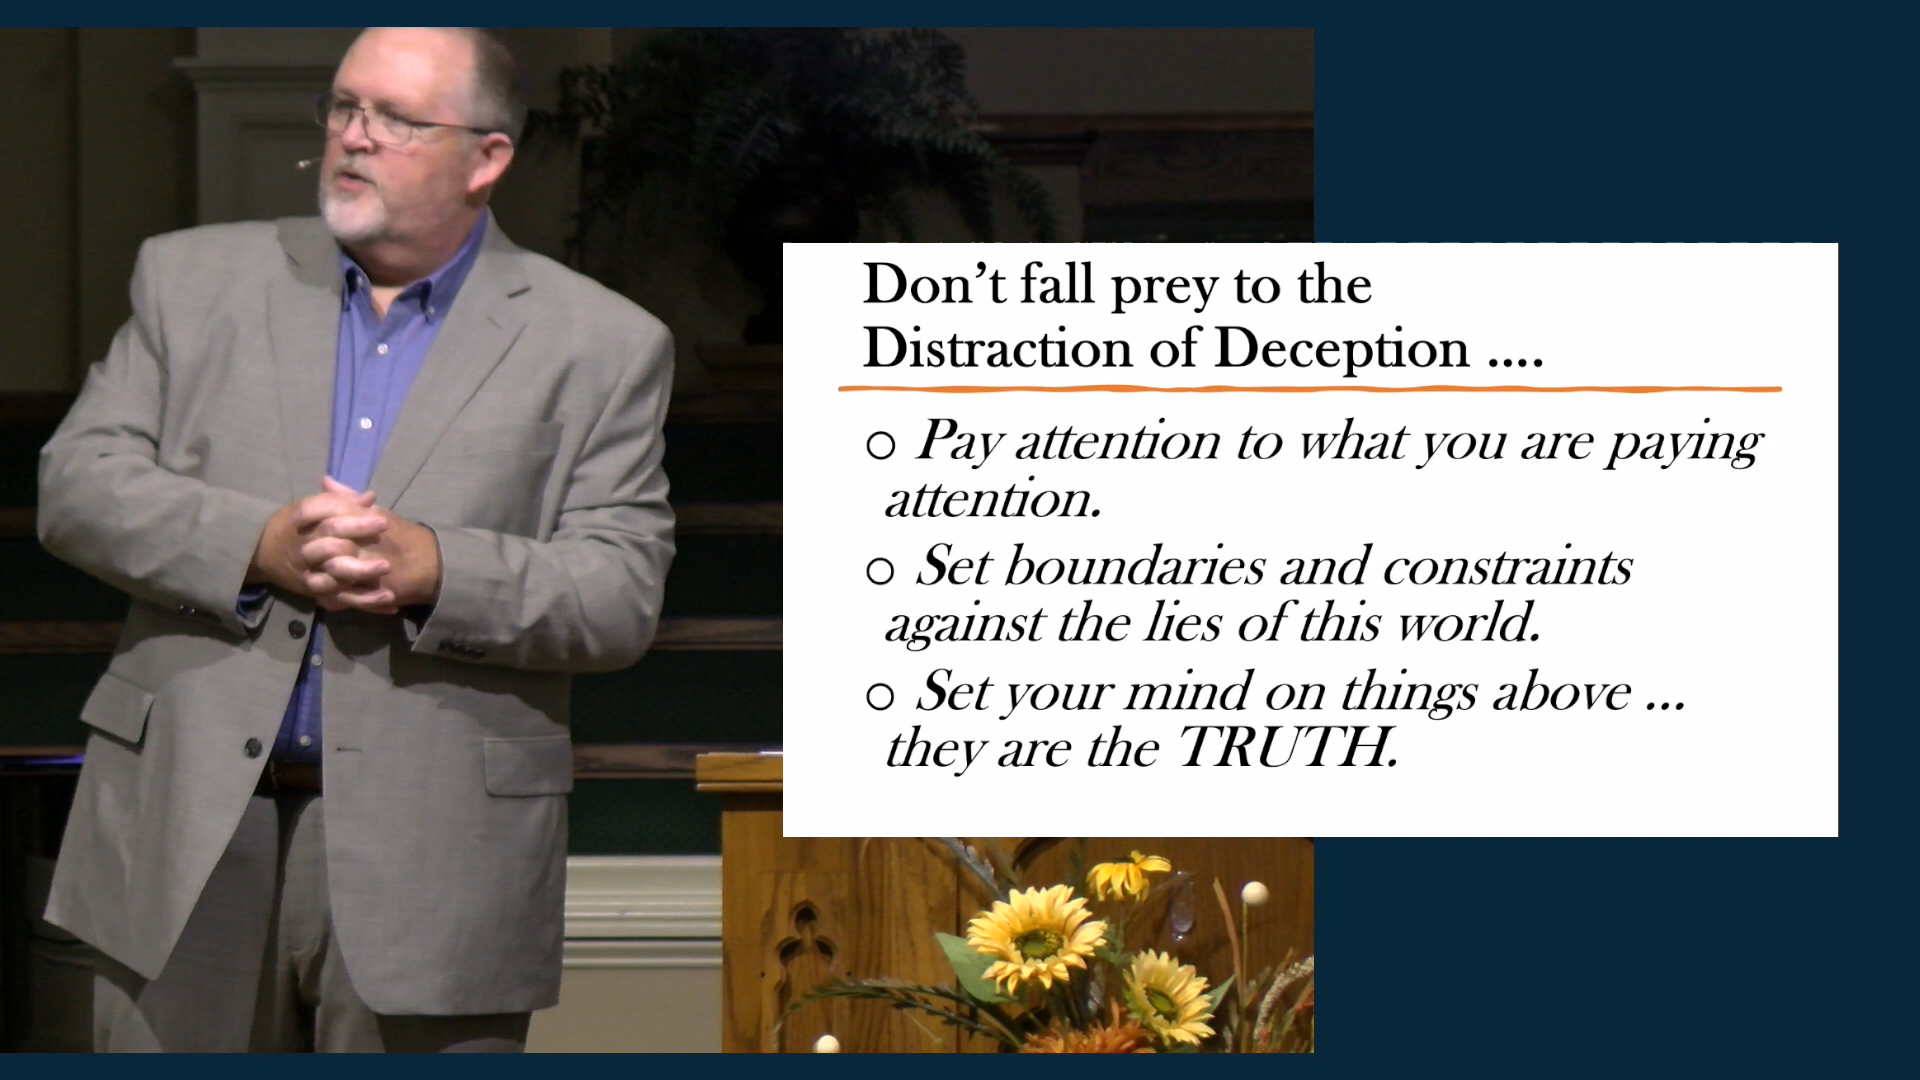 Don’t fall prey to the
Distraction of Deception ....
○ Pay attention to what you are paying
attention.
○ Set boundaries and constraints
against the lies of this world.
○ Set your mind on things above ...
they are the TRUTH.